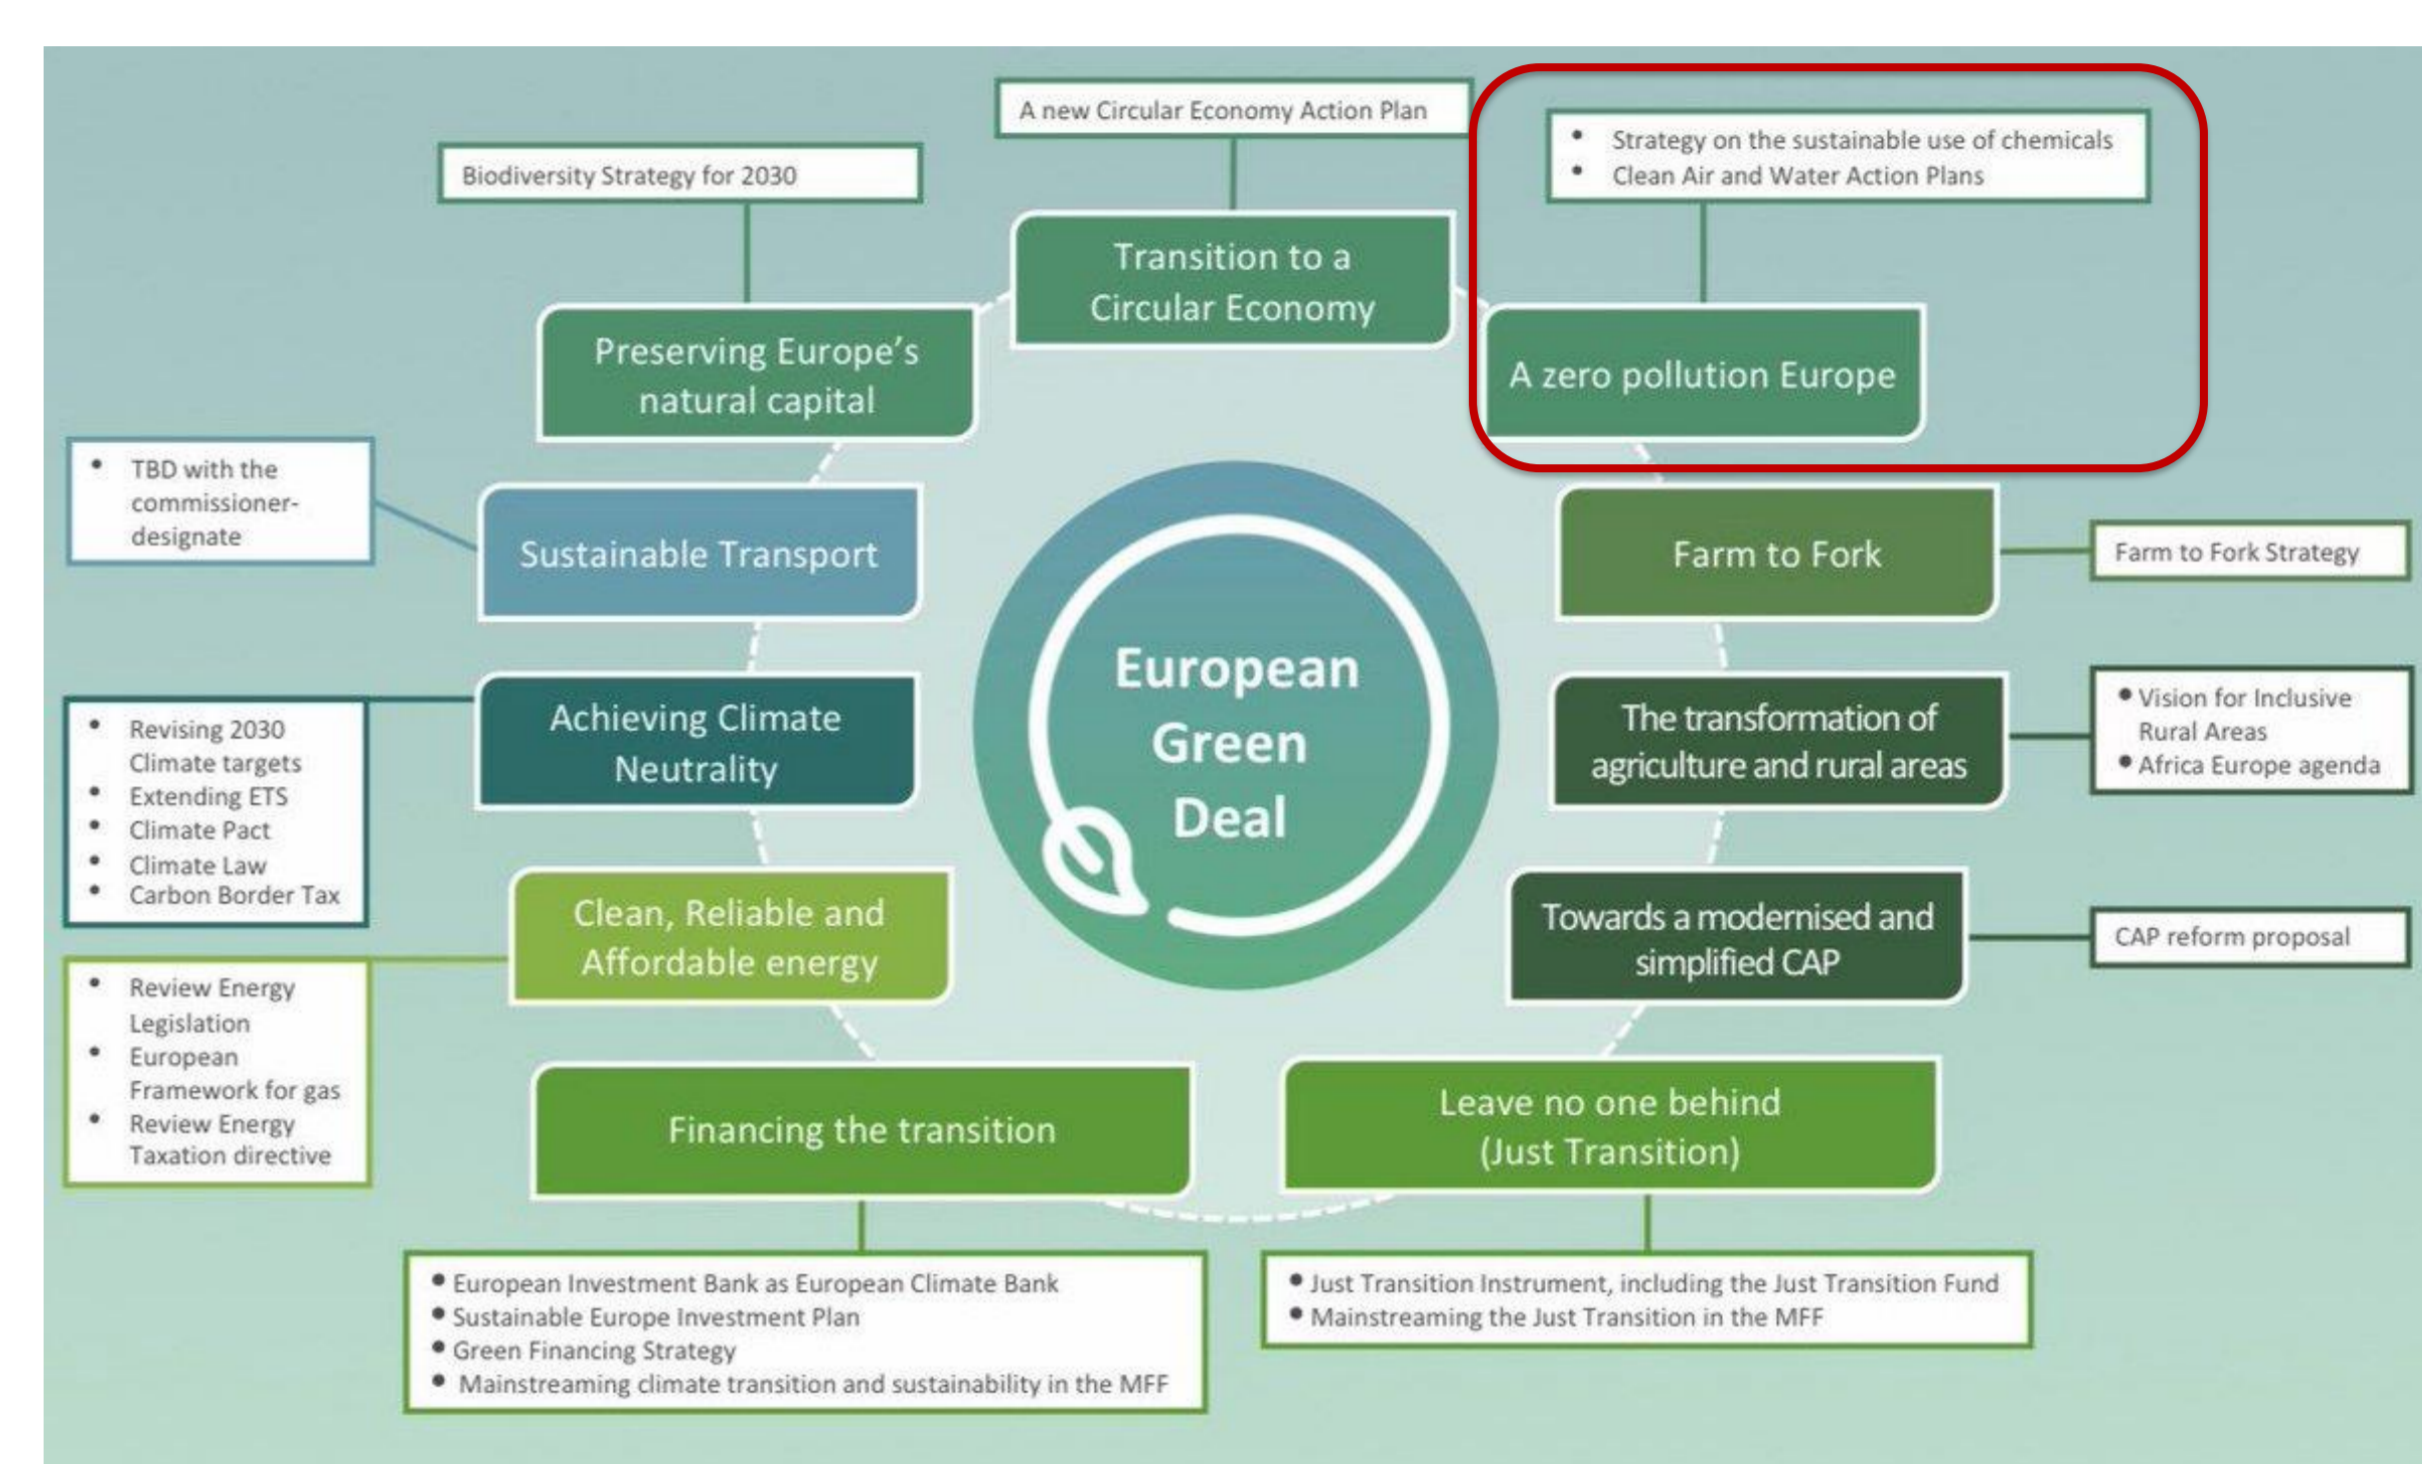 A new Circular Economy Action Plan
• Strategy on the sustainable use of chemicals
• Clean Air and Water Action Plans
Biodiversity Strategy for 2030
Transition to a
Circular Economy
Preserving Europe's
natural capital
A zero pollution Europe
• TBD with the
commissioner-
designate
Sustainable Transport
Farm to Fork
Farm to Fork Strategy
European
Green
Deal
Achieving Climate
Neutrality
The transformation of
agriculture and rural areas
• Vision for Inclusive
Rural Areas
• Africa Europe agenda
• Revising 2030
Climate targets
• Extending ETS
• Climate Pact
• Climate Law
• Carbon Border Tax
Clean, Reliable and
Affordable energy
Towards a modernised and
simplified CAP
CAP reform proposal
• Review Energy
Legislation
• European
Framework for gas
• Review Energy
Taxation directive
Financing the transition
Leave no one behind
(Just Transition)
• European Investment Bank as European Climate Bank
• Sustainable Europe Investment Plan
• Green Financing Strategy
• Mainstreaming climate transition and sustainability in the MFF
• Just Transition Instrument, including the Just Transition Fund
• Mainstreaming the Just Transition in the MFF